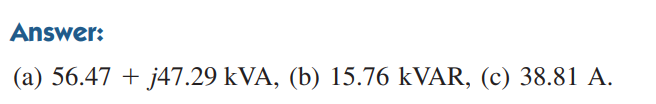 Answer:
(a) 56.47 + j47.29 kVA, (b) 15.76 kVAR, (c) 38.81 A.